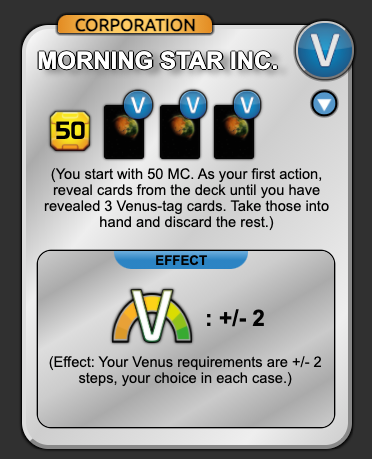 CORPORATION
MORNING STAR INC.
V
V V V
50
(You start with 50 MC. As your first action,
reveal cards from the deck until you have
revealed 3 Venus-tag cards. Take those into
hand and discard the rest.)
EFFECT
V : +/- 2
(Effect: Your Venus requirements are +/- 2
steps, your choice in each case.)